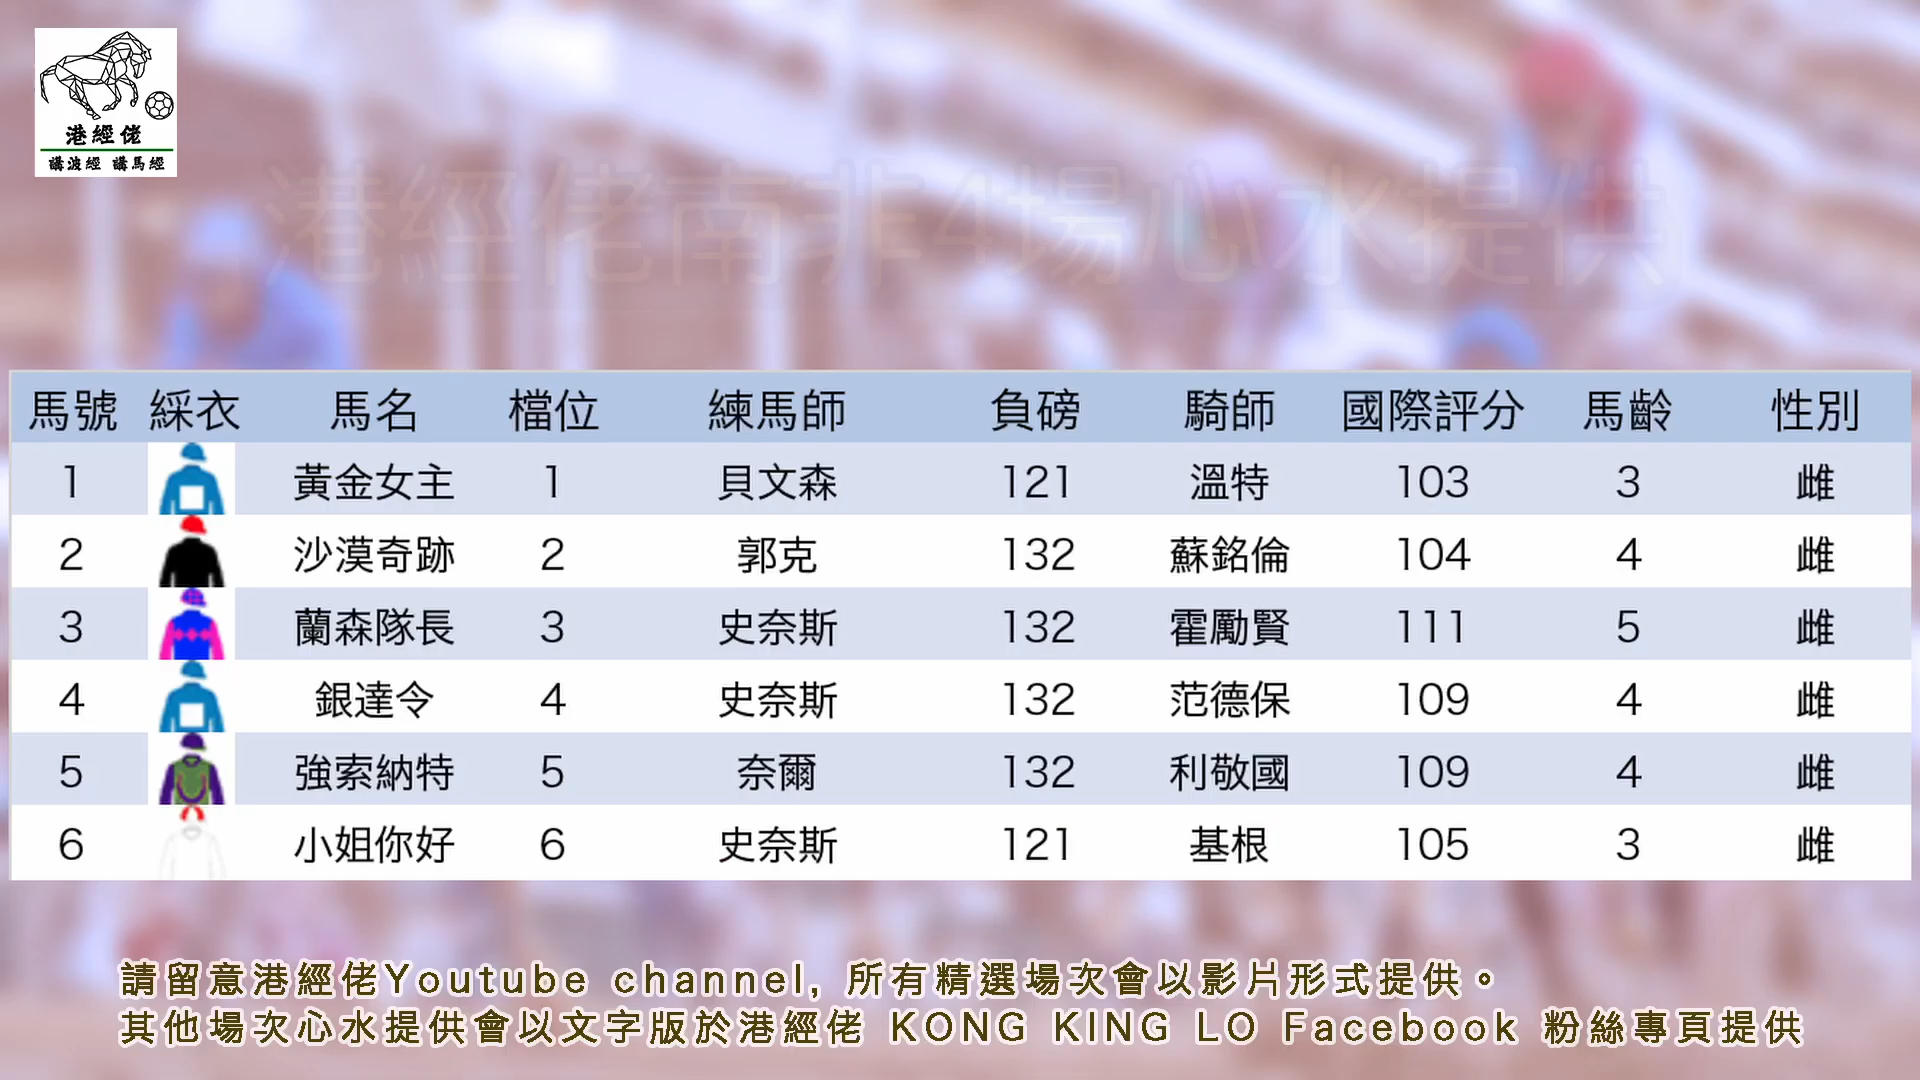 港經佬
講波經 講馬經
港經佬南非4場心水提供
馬號 綵衣 馬名 檔位 練馬師 負磅 騎師 國際評分 馬齡 性別
1 黃金女主 1 貝文森 121 溫特 103 3 雌
2 沙漠奇跡 2 郭克 132 蘇銘倫 104 4 雌
3 蘭森隊長 3 史奈斯 132 霍勵賢 111 5 雌
4 銀達令 4 史奈斯 132 范德保 109 4 雌
5 強索納特 5 奈爾 132 利敬國 109 4 雌
6 小姐你好 6 史奈斯 121 基根 105 3 雌
請留意港經佬Youtube channel, 所有精選場次會以影片形式提供。
其他場次心水提供會以文字版於港經佬 KONG KING LO Facebook 粉絲專頁提供